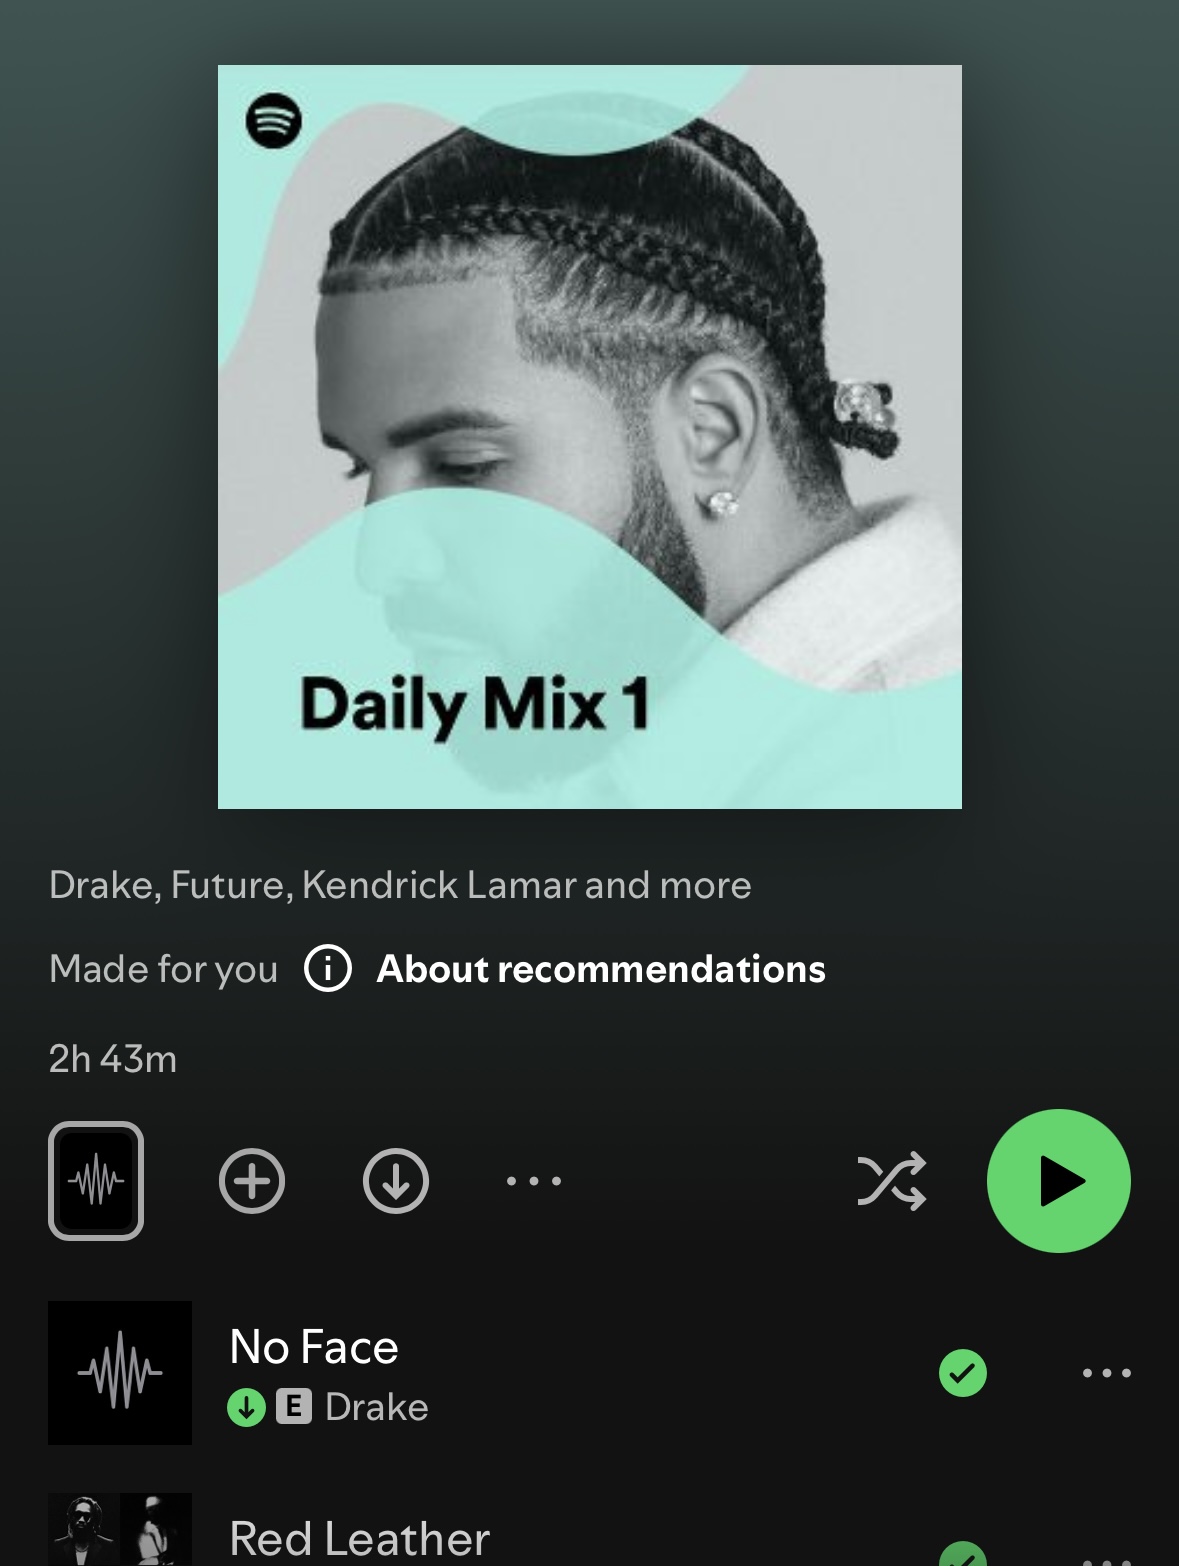 Daily Mix 1
Drake, Future, Kendrick Lamar and more
Made for you About recommendations
2h 43m
No Face
E Drake
Red Leather